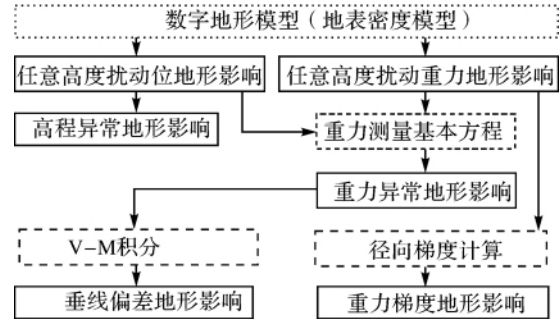 数字地形模型（地表密度模型）
任意高度扰动位地形影响
任意高度扰动重力地形影响
高程异常地形影响
重力测量基本方程
重力异常地形影响
V-M积分
径向梯度计算
垂线偏差地形影响
重力梯度地形影响